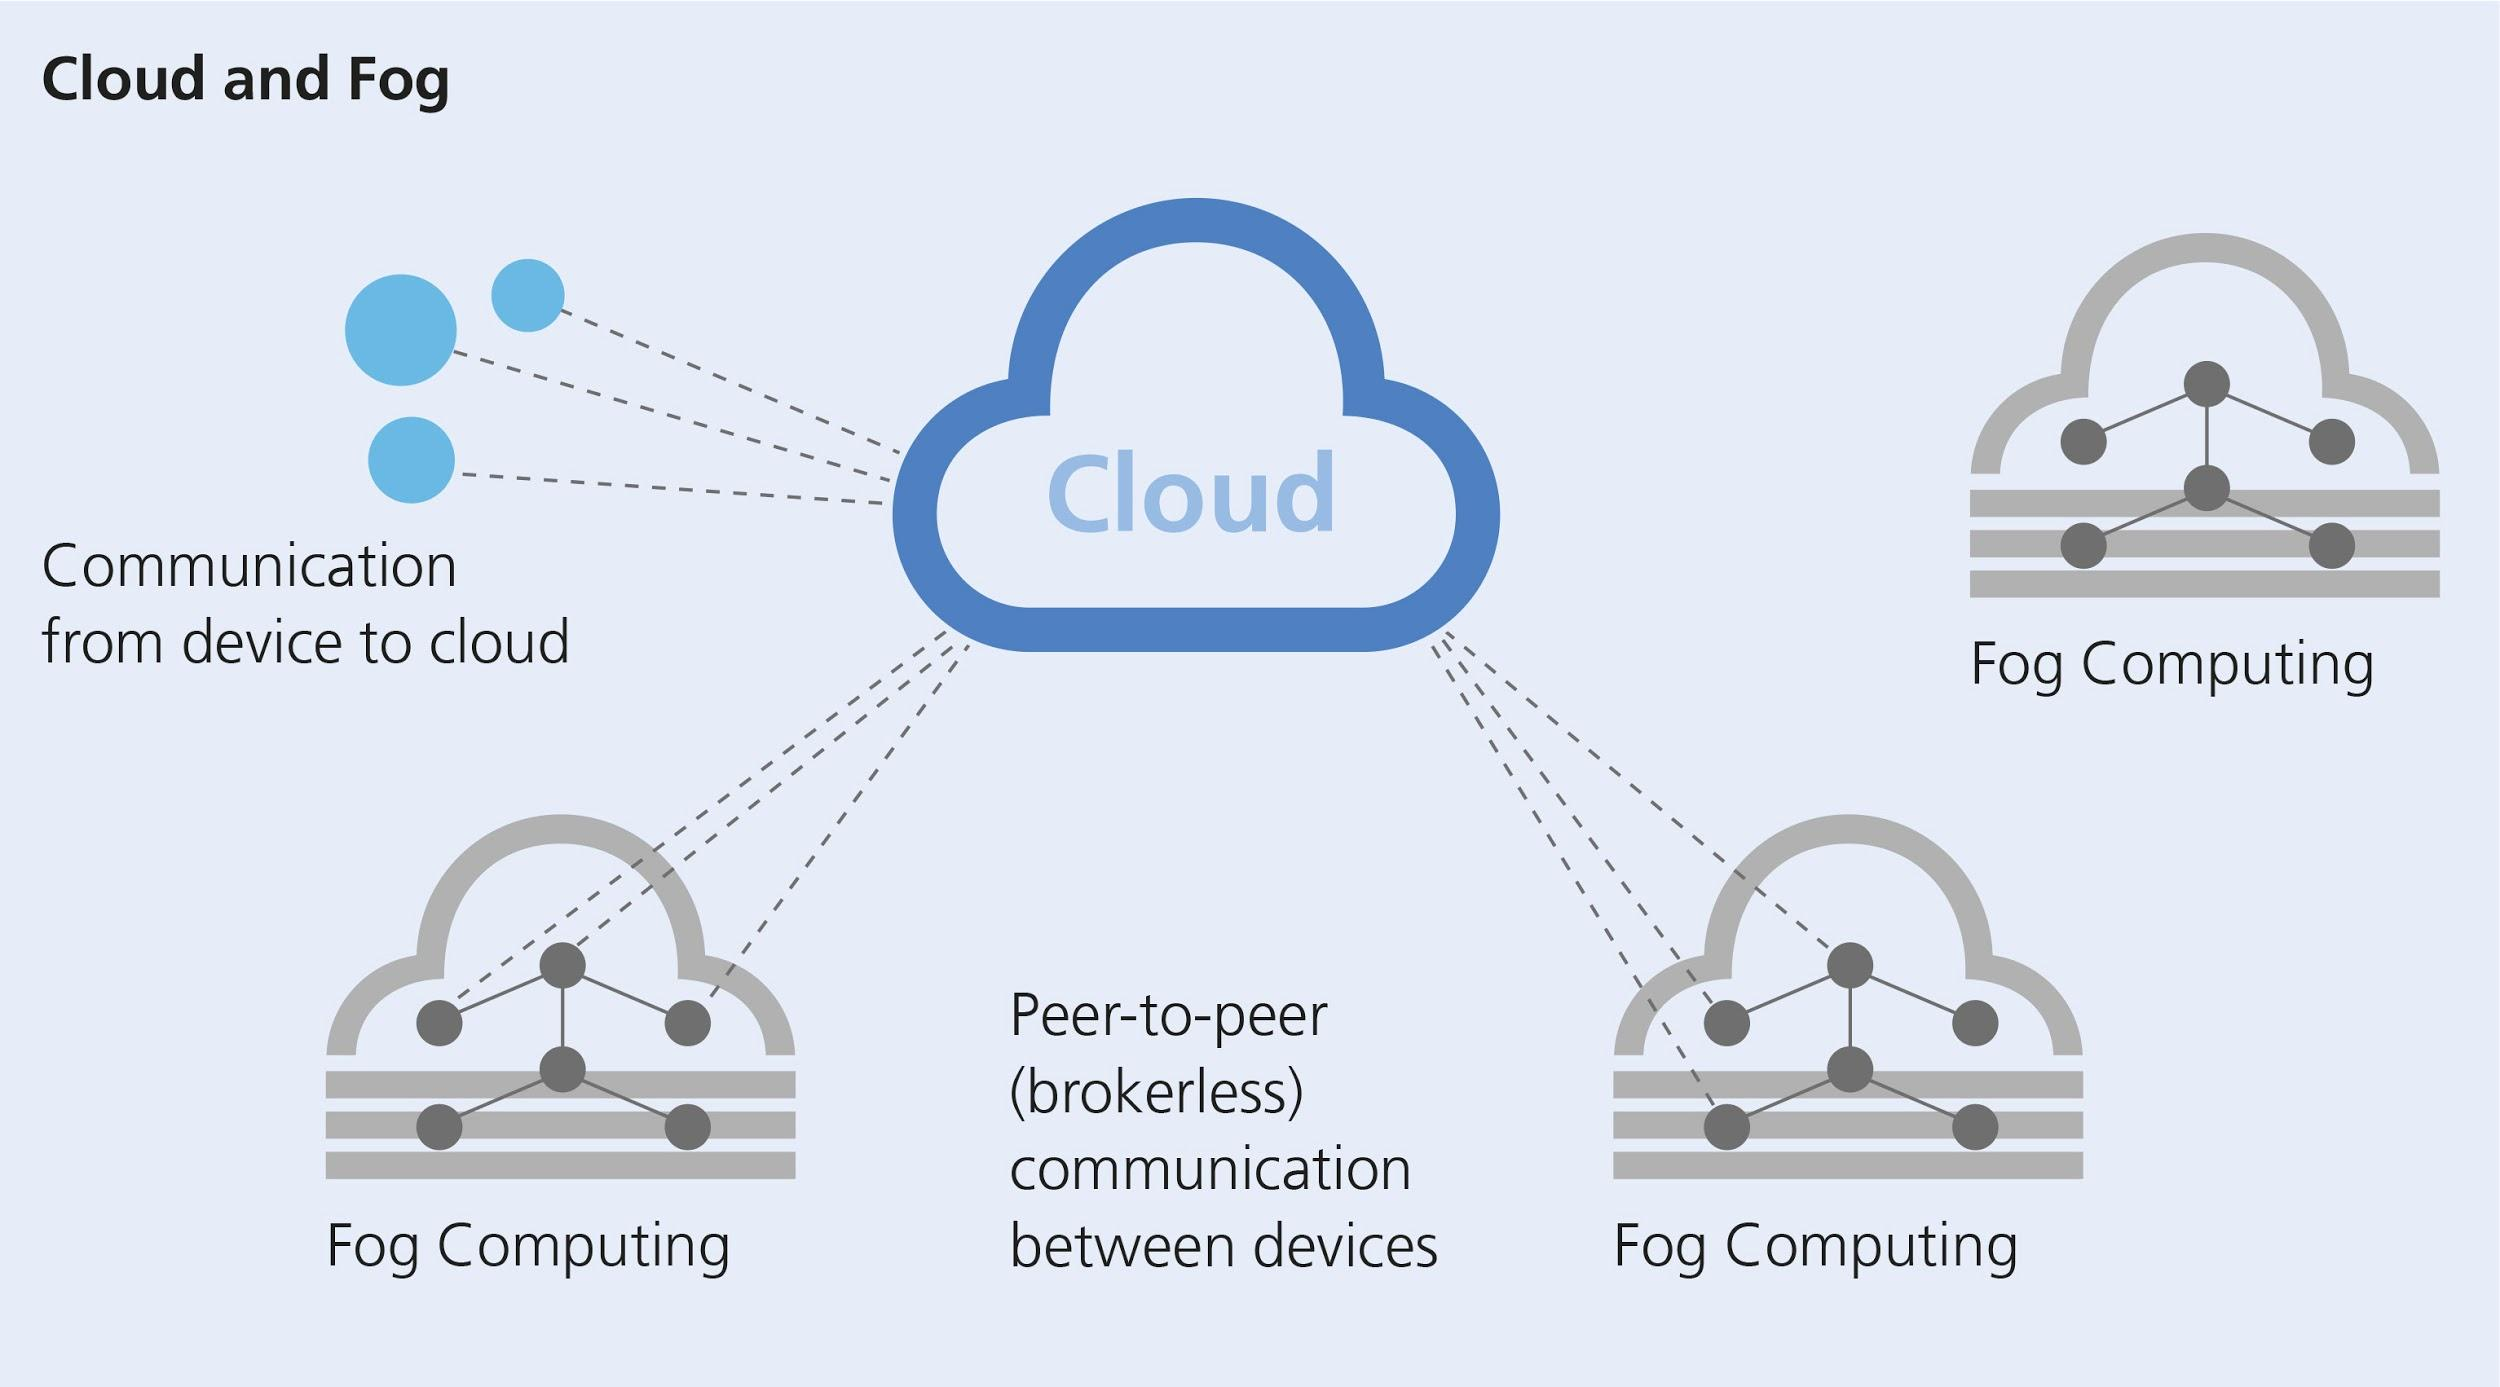 Cloud and Fog
Cloud
Communication
from device to cloud
Fog Computing
Peer-to-peer
(brokerless)
communication
between devices
Fog Computing
Fog Computing